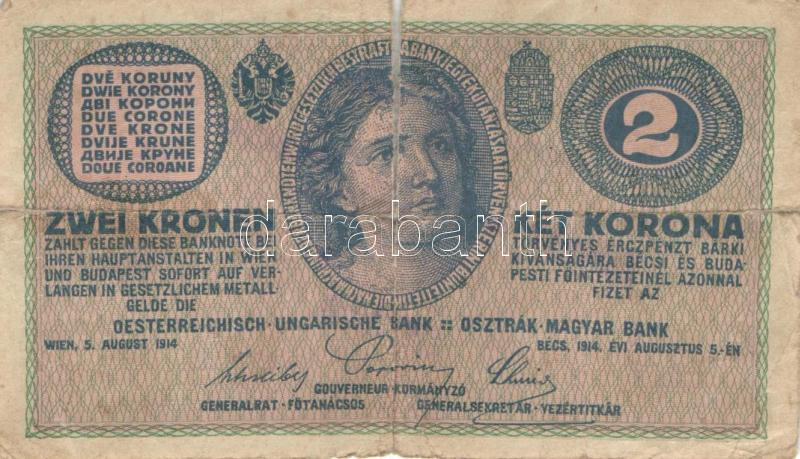 DVĚ KORUNY
DWIE KORONY
ДВІ КОРОНИ
DUE CORONE
DVE KRONE
DVIJE KRUNE
ДВИЈЕ КРУНЕ
DOUE COROANE
2
ZWEI KRONEN
ZAHLT GEGEN DIESE BANKNOTE BEI
IHREN HAUPTANSTALTEN IN WIEN
UND BUDAPEST SOFORT AUF VER-
LANGEN IN GESETZLICHEM METALL-
GELDE DIE
KÉT KORONA
TÖRVÉNYES ÉRCZPÉNZT BÁRKI
KIVÁNSÁGÁRA BÉCSI ÉS BUDA-
PESTI FŐINTÉZETEINÉL AZONNAL
FIZET AZ
darabanth
OESTERREICHISCH-UNGARISCHE BANK :: OSZTRÁK-MAGYAR BANK
WIEN, 5. AUGUST 1914
BÉCS, 1914. ÉVI AUGUSZTUS 5.-ÉN
GOUVERNEUR-KORMÁNYZÓ
GENERALRAT-FŐTANÁCSOS
GENERALSEKRETÄR-VEZÉRTITKÁR